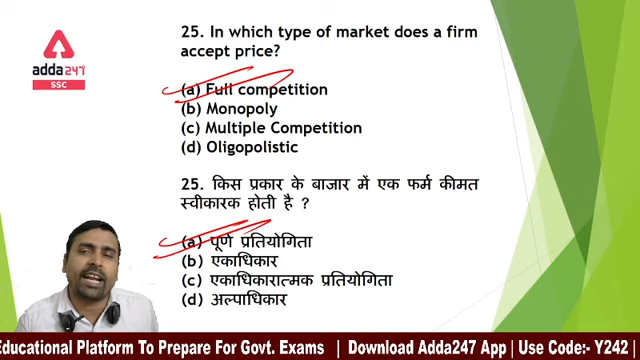 25. In which type of market does a firm
accept price?
adda247
SSC
(a) Full competition
(b) Monopoly
(c) Multiple Competition
(d) Oligopolistic
25. किस प्रकार के बाजार में एक फर्म कीमत
स्वीकारक होती है ?
(a) पूर्ण प्रतियोगिता
(b) एकाधिकार
(c) एकाधिकारात्मक प्रतियोगिता
(d) अल्पाधिकार
Educational Platform To Prepare For Govt. Exams | Download Adda247 App | Use Code:- Y242 |